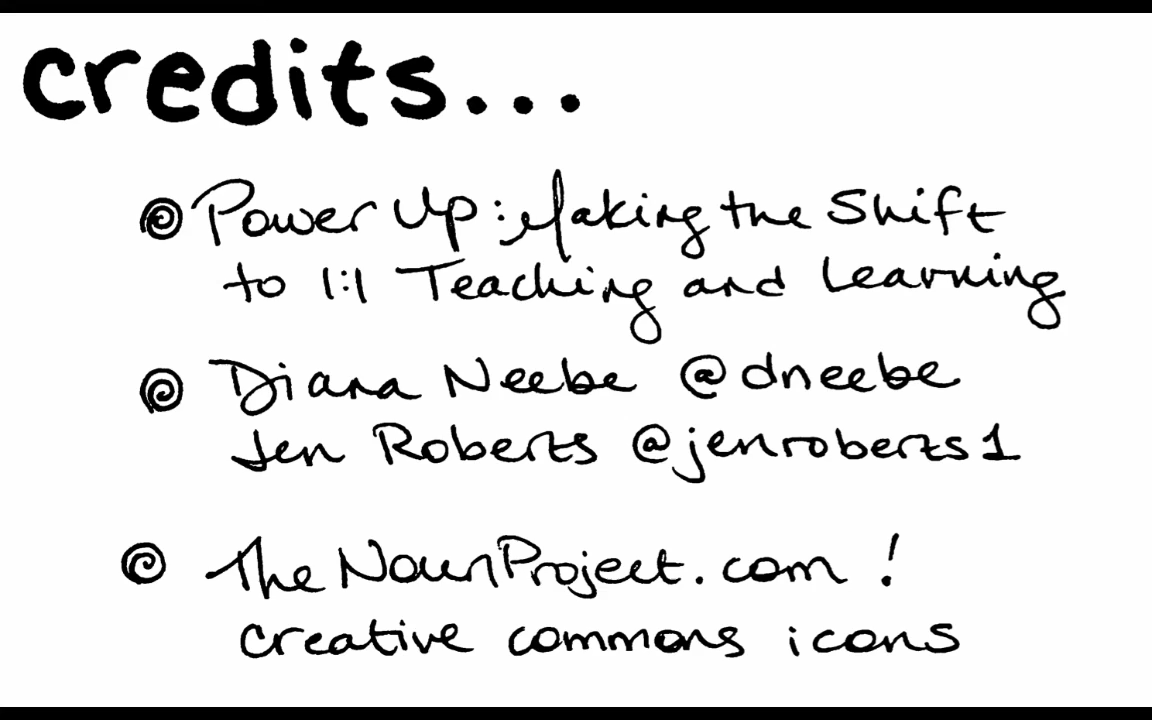 credits...
Power Up: Making the Shift
to 1:1 Teaching and Learning
Diana Neebe @dneebe
Jen Roberts @jenroberts1
TheNounProject.com!
creative commons icons